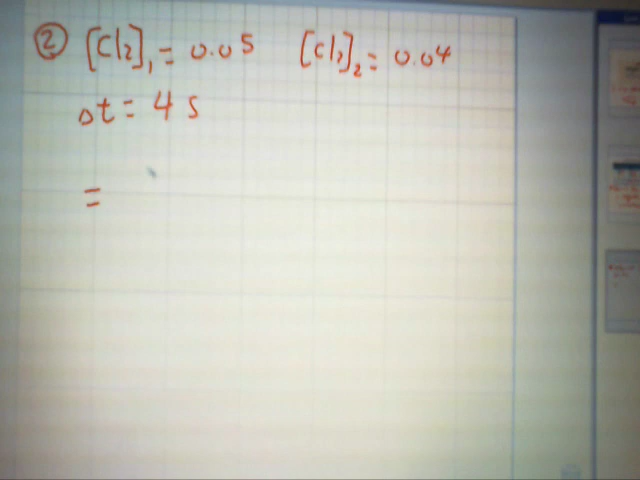 ② [Cl₂]₁ = 0.05 [Cl₂]₂ = 0.04
Δt = 4 s
=